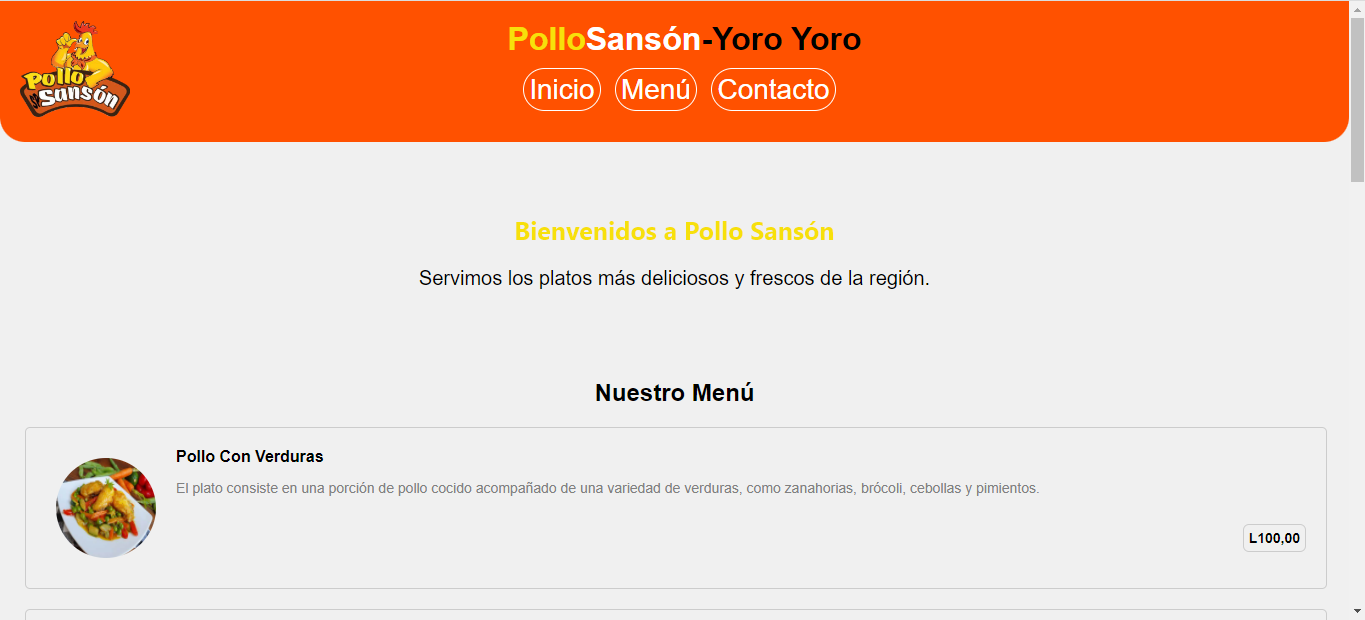 Pollo
Sansón
PolloSansón-Yoro Yoro
Inicio Menú Contacto
Bienvenidos a Pollo Sansón
Servimos los platos más deliciosos y frescos de la región.
Nuestro Menú
Pollo Con Verduras
El plato consiste en una porción de pollo cocido acompañado de una variedad de verduras, como zanahorias, brócoli, cebollas y pimientos.
L100,00